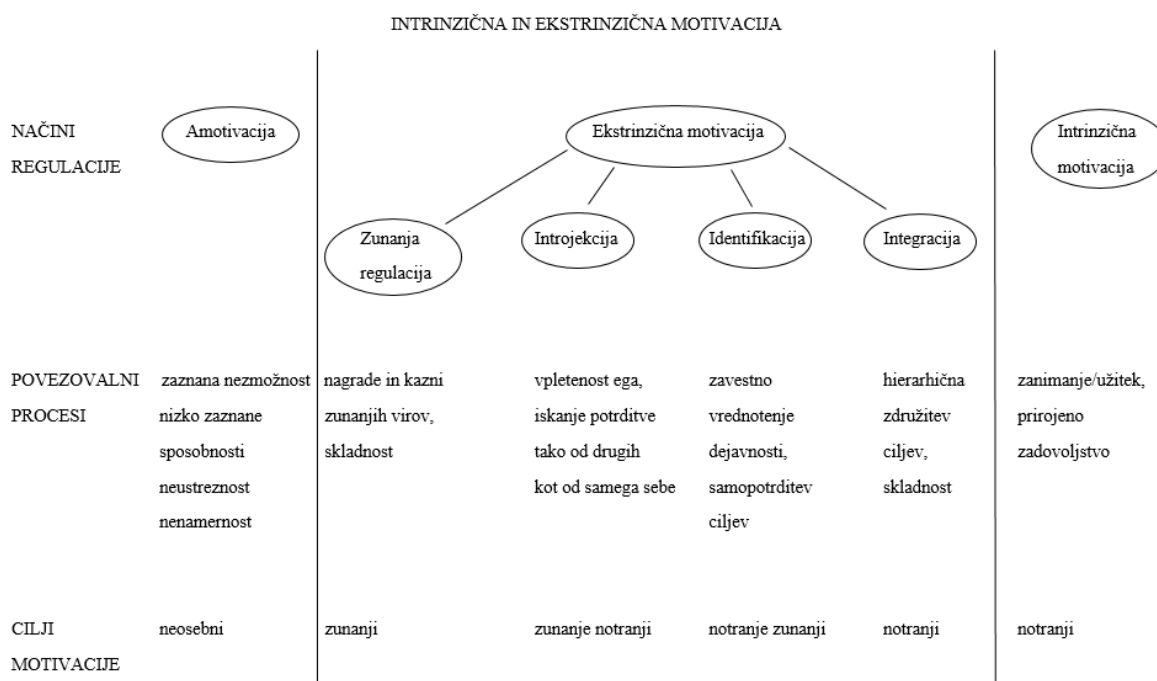 INTRINZIČNA IN EKSTRINZIČNA MOTIVACIJA
NAČINI
REGULACIJE
Amotivacija
Ekstrinzična motivacija
Intrinzična
motivacija
Zunanja
regulacija
Introjekcija
Identifikacija
Integracija
POVEZOVALNI
PROCESI
zaznana nezmožnost
nizko zaznane
sposobnosti
neustreznost
nenamernost
nagrade in kazni
zunanjih virov,
skladnost
vpletenost ega,
iskanje potrditve
tako od drugih
kot od samega sebe
zavestno
vrednotenje
dejavnosti,
samopotrditev
ciljev
hierarhična
združitev
ciljev,
skladnost
zanimanje/užitek,
prirojeno
zadovoljstvo
CILJI
MOTIVACIJE
neosebni
zunanji
zunanje notranji
notranje zunanji
notranji
notranji